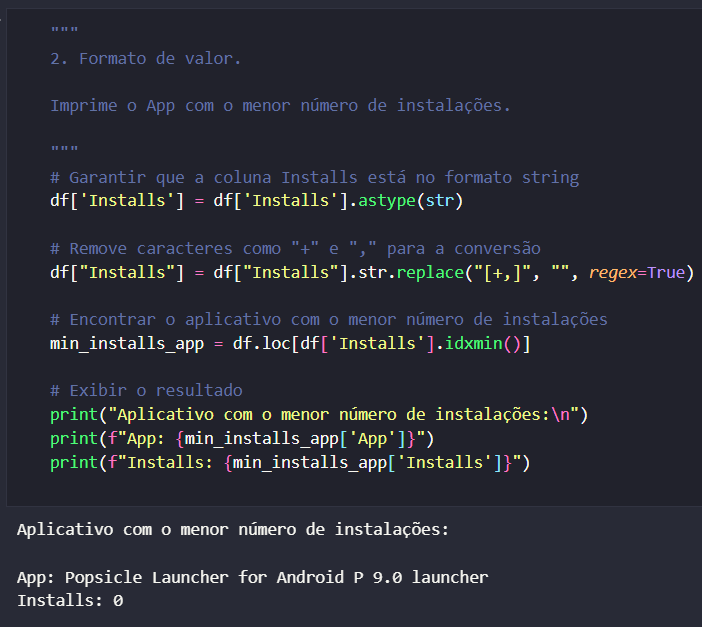 """
2. Formato de valor.
Imprime o App com o menor número de instalações.
"""
# Garantir que a coluna Installs está no formato string
df['Installs'] = df['Installs'].astype(str)
# Remove caracteres como "+" e "," para a conversão
df["Installs"] = df["Installs"].str.replace("[+,]", "", regex=True)
# Encontrar o aplicativo com o menor número de instalações
min_installs_app = df.loc[df['Installs'].idxmin()]
# Exibir o resultado
print("Aplicativo com o menor número de instalações:\n")
print(f"App: {min_installs_app['App']}")
print(f"Installs: {min_installs_app['Installs']}")
Aplicativo com o menor número de instalações:
App: Popsicle Launcher for Android P 9.0 launcher
Installs: 0